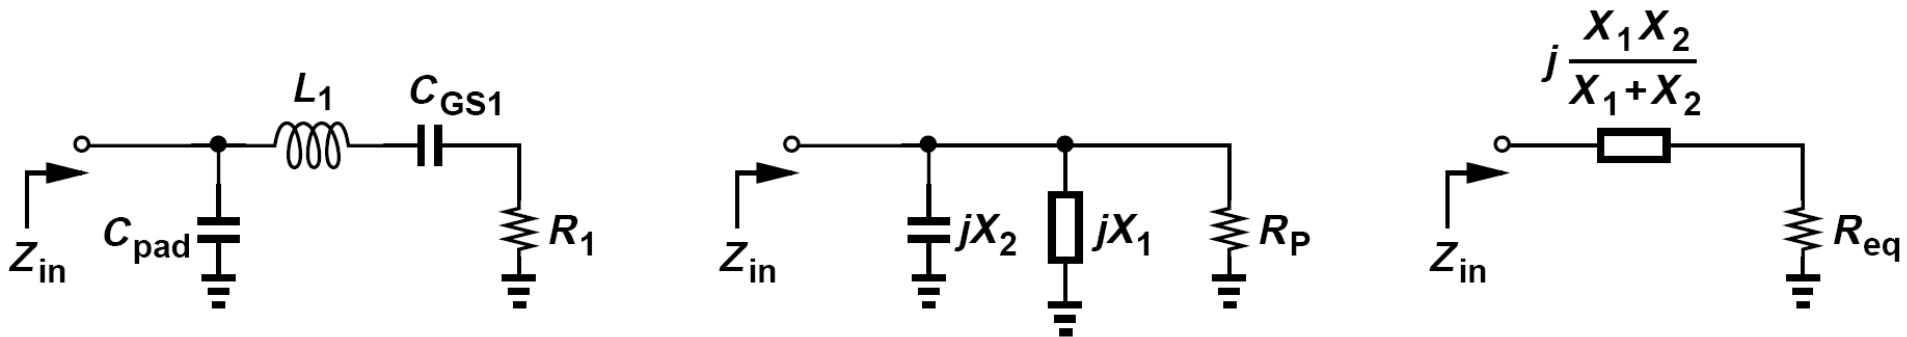 L1
CGS1
Cpad
R1
Zin
jX2
jX1
RP
Zin
j X1X2
X1+X2
Req
Zin